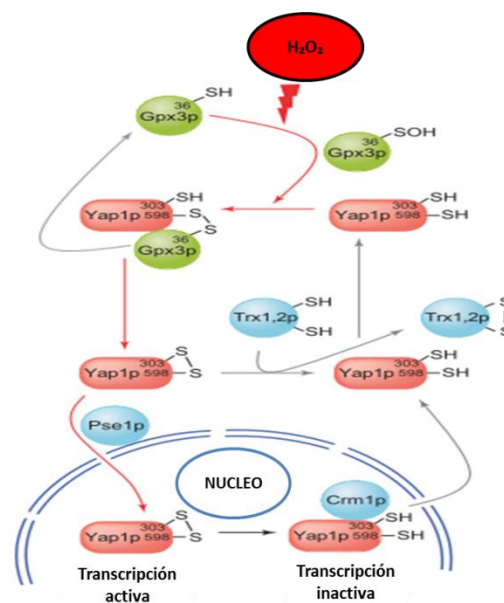 H₂O₂
SH
36
Gpx3p
SOH
36
Gpx3p
303
SH
Yap1p 598
S
S
36
Gpx3p
303
SH
Yap1p 598
SH
Trx1,2p
SH
SH
Trx1,2p
S
S
303
S
Yap1p 598
S
303
SH
Yap1p 598
SH
Pse1p
NUCLEO
Crm1p
303
S
Yap1p 598
S
303
SH
Yap1p 598
SH
Transcripción
activa
Transcripción
inactiva